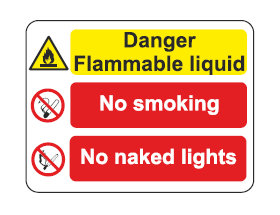 Danger
Flammable liquid
No smoking
No naked lights